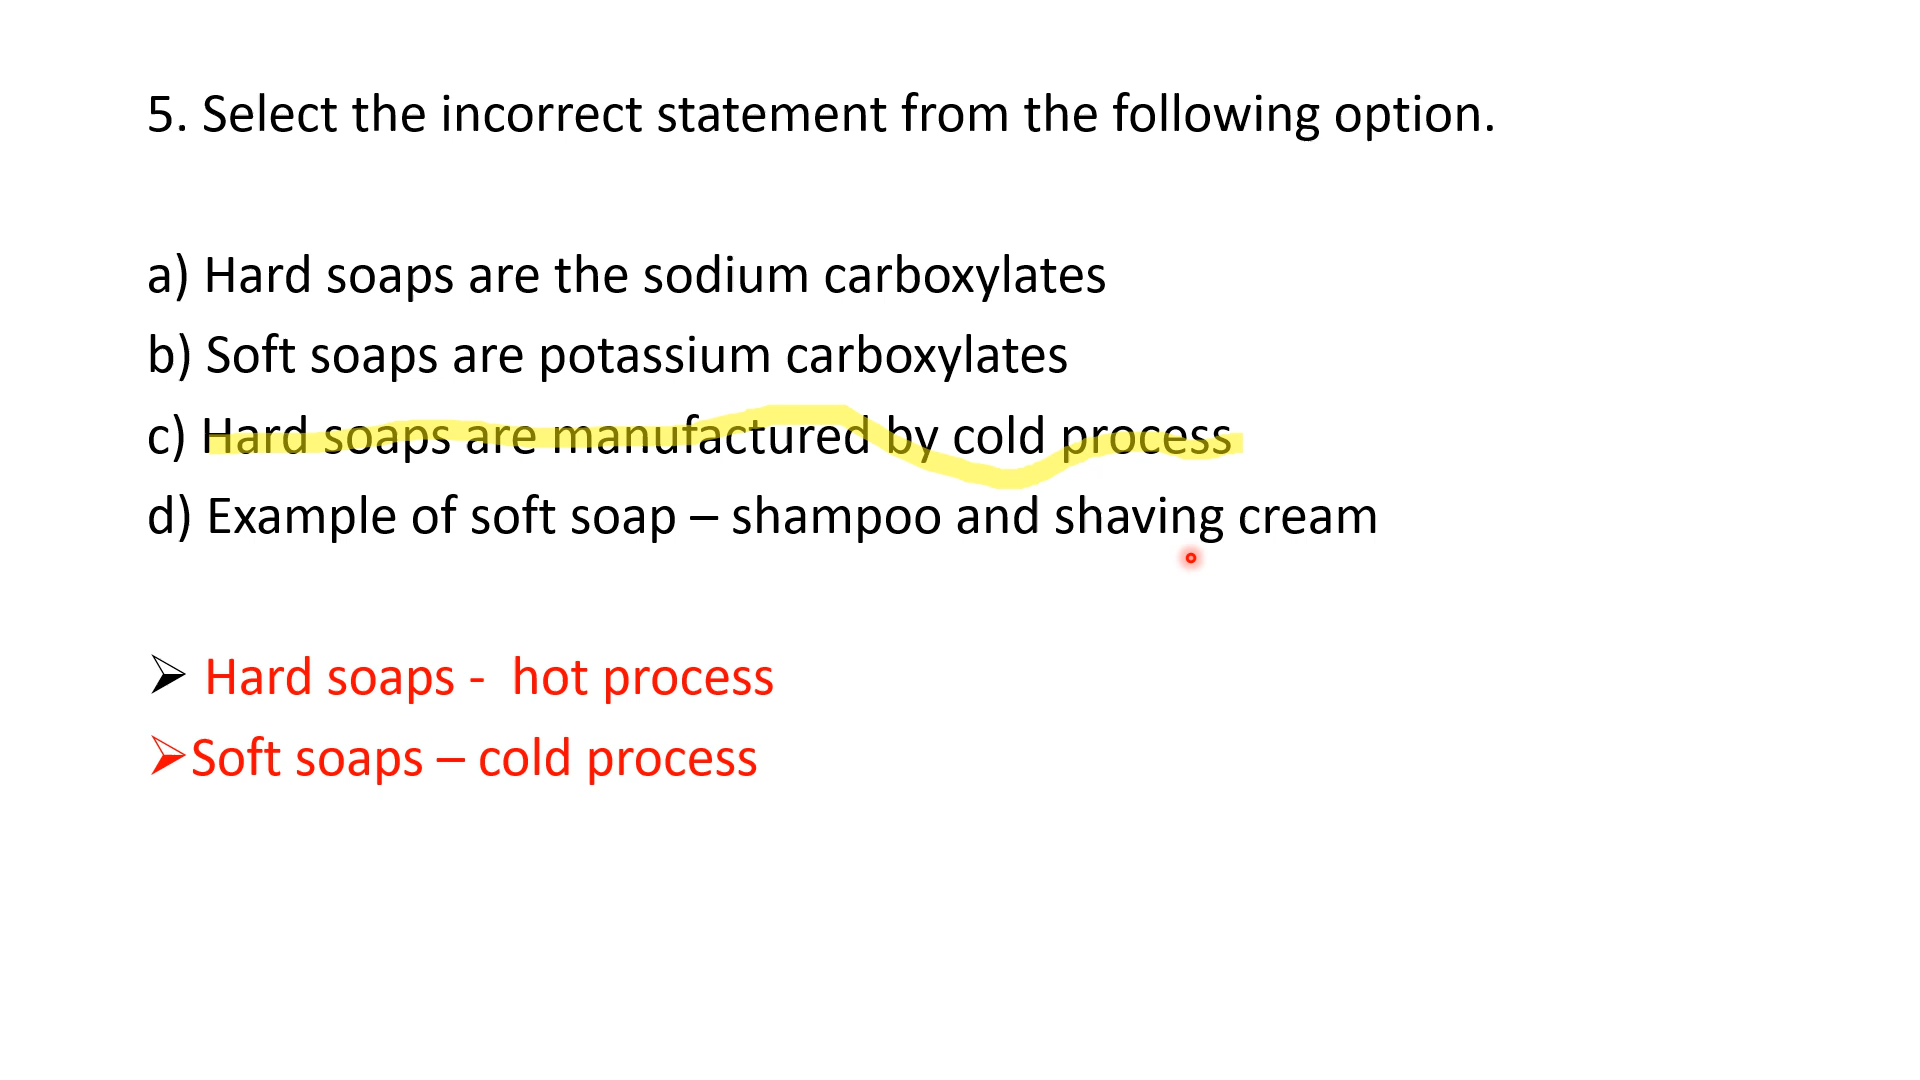 5. Select the incorrect statement from the following option.
a) Hard soaps are the sodium carboxylates
b) Soft soaps are potassium carboxylates
c) Hard soaps are manufactured by cold process
d) Example of soft soap – shampoo and shaving cream
➢ Hard soaps -  hot process
➢Soft soaps – cold process